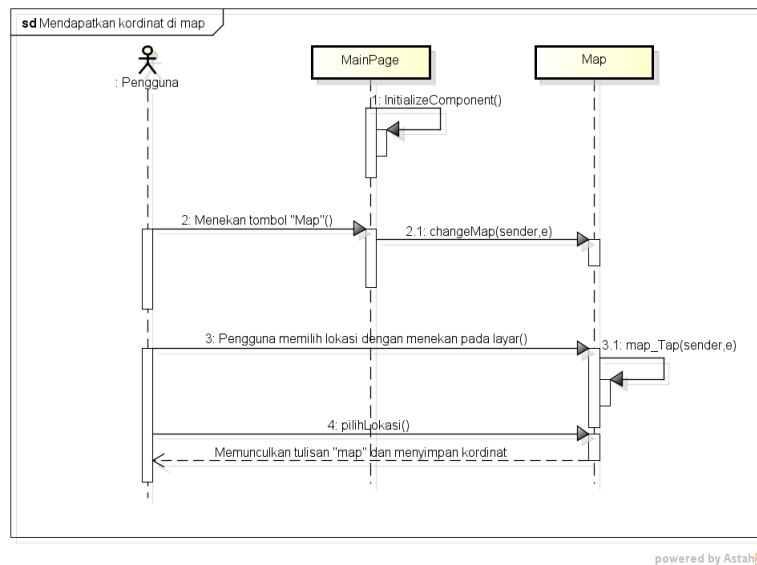 sd Mendapatkan kordinat di map
: Pengguna
MainPage
Map
1: InitializeComponent()
2: Menekan tombol "Map"()
2.1: changeMap(sender,e)
3: Pengguna memilih lokasi dengan menekan pada layar()
3.1: map_Tap(sender,e)
4: pilihLokasi()
Memunculkan tulisan "map" dan menyimpan kordinat
powered by Astah